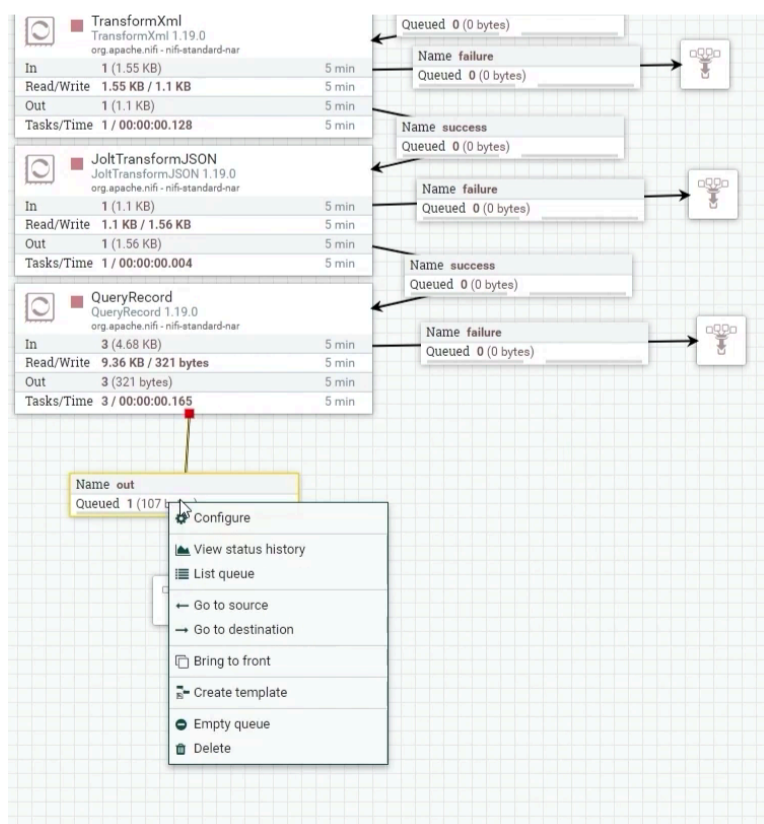 TransformXml
TransformXml 1.19.0
org.apache.nifi - nifi-standard-nar
In 1 (1.55 KB) 5 min
Read/Write 1.55 KB / 1.1 KB 5 min
Out 1 (1.1 KB) 5 min
Tasks/Time 1 / 00:00:00.128 5 min
Queued 0 (0 bytes)
Name failure
Queued 0 (0 bytes)
Name success
Queued 0 (0 bytes)
JoltTransformJSON
JoltTransformJSON 1.19.0
org.apache.nifi - nifi-standard-nar
In 1 (1.1 KB) 5 min
Read/Write 1.1 KB / 1.56 KB 5 min
Out 1 (1.56 KB) 5 min
Tasks/Time 1 / 00:00:00.004 5 min
Name failure
Queued 0 (0 bytes)
Name success
Queued 0 (0 bytes)
QueryRecord
QueryRecord 1.19.0
org.apache.nifi - nifi-standard-nar
In 3 (4.68 KB) 5 min
Read/Write 9.36 KB / 321 bytes 5 min
Out 3 (321 bytes) 5 min
Tasks/Time 3 / 00:00:00.165 5 min
Name failure
Queued 0 (0 bytes)
Name out
Queued 1 (107
Configure
View status history
List queue
Go to source
Go to destination
Bring to front
Create template
Empty queue
Delete